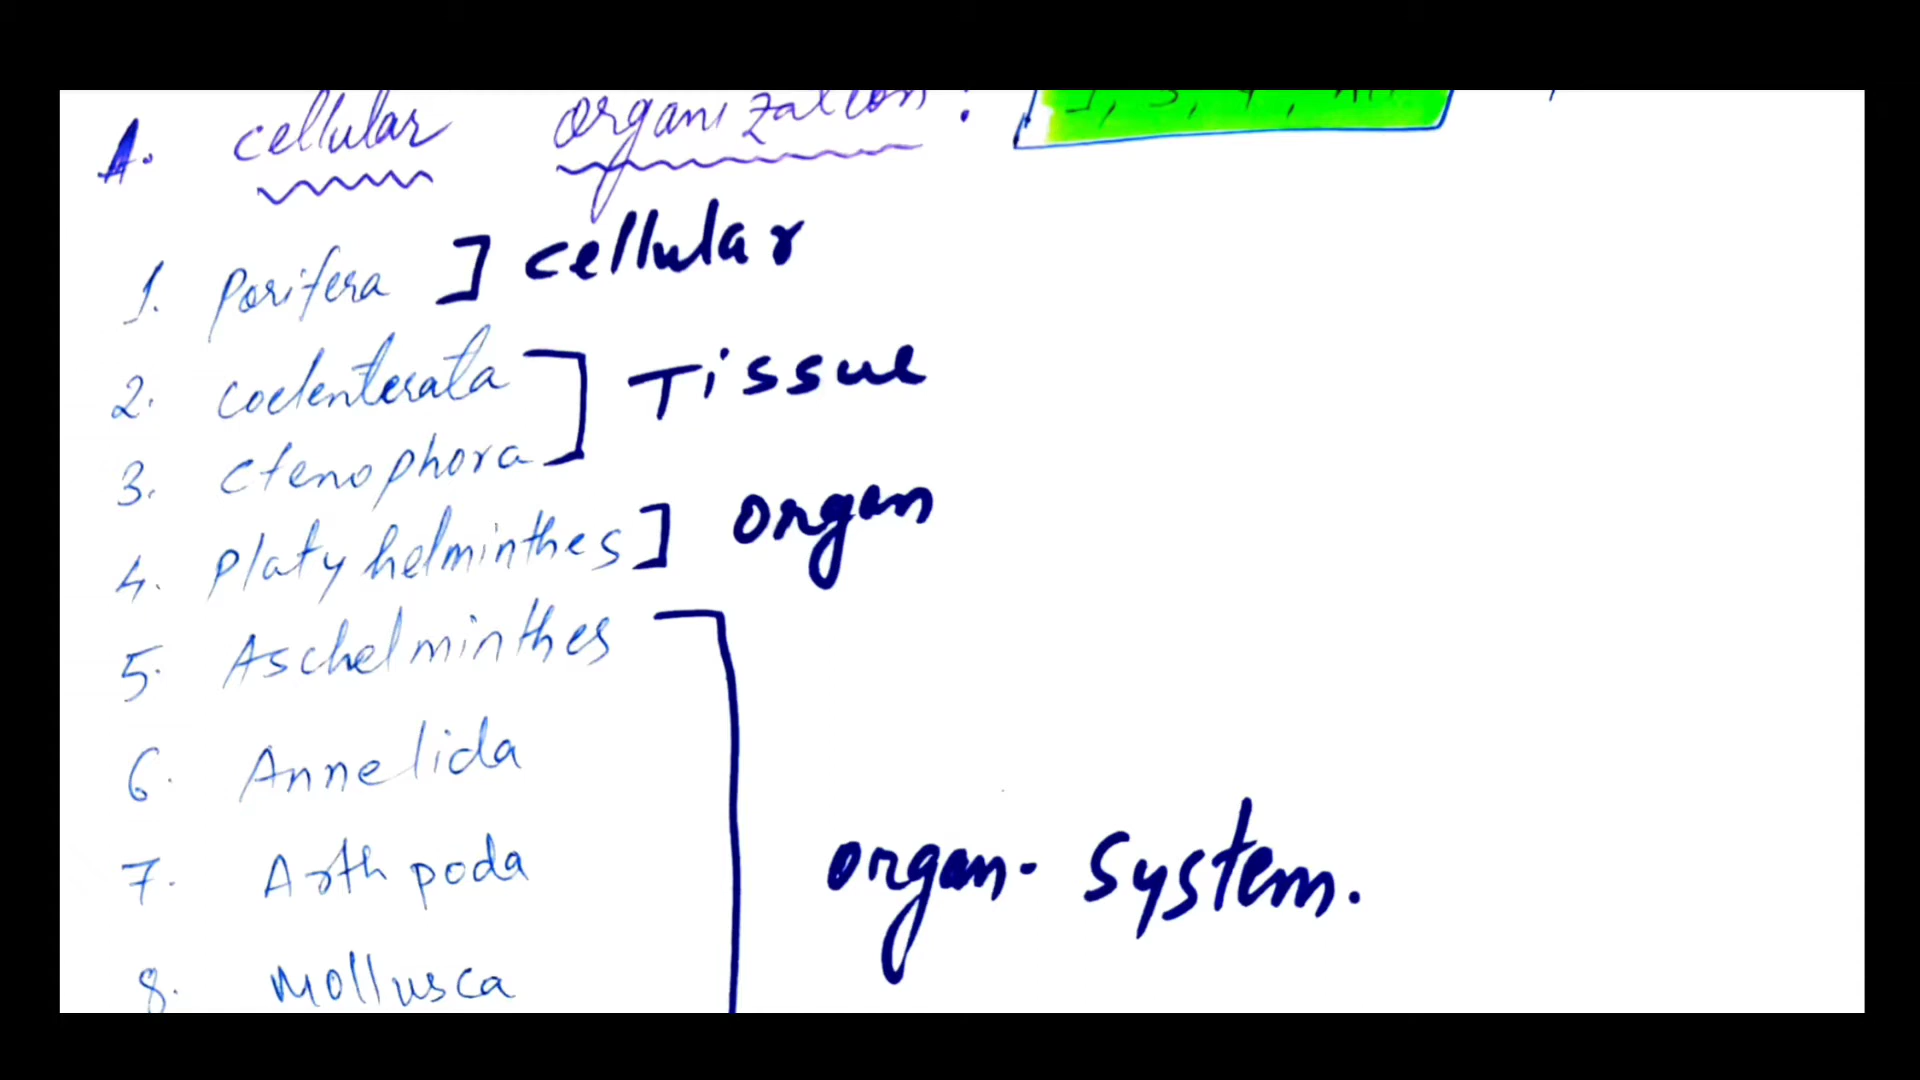 A. cellular organization:
1. Porifera ] cellular
2. Coelenterata
Tissue
3. Ctenophora
4. Platyhelminthes ] organ
5. Aschelminthes
6. Annelida
7. Arthpoda
organ-system.
8. Mollusca